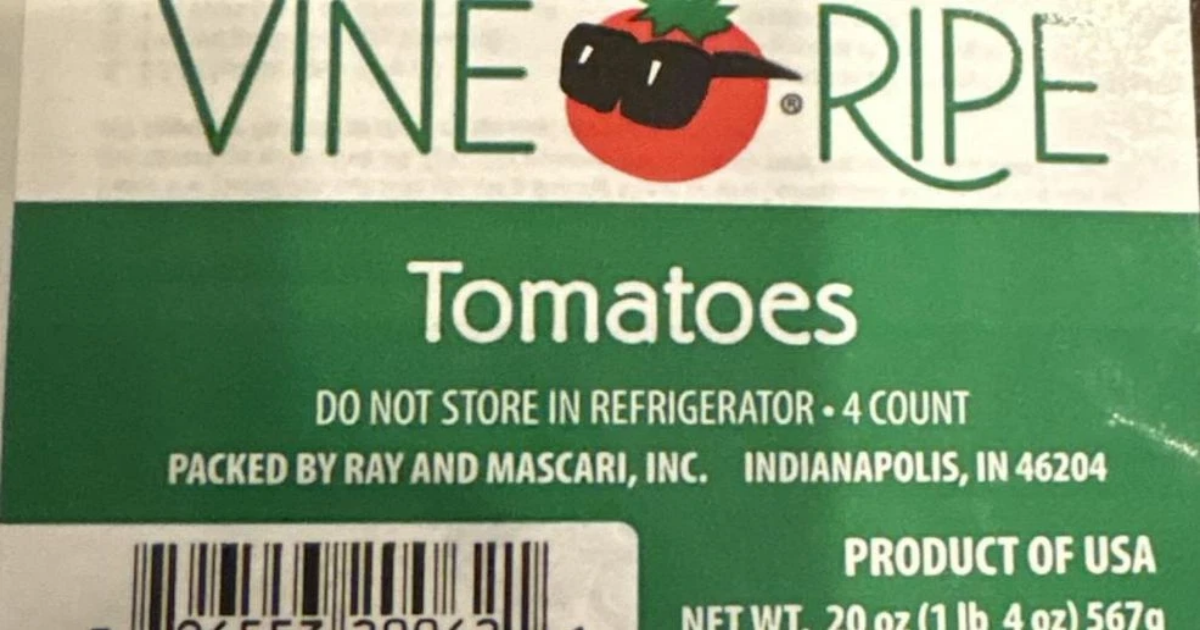 VINE RIPE ®
Tomatoes
DO NOT STORE IN REFRIGERATOR • 4 COUNT
PACKED BY RAY AND MASCARI, INC. INDIANAPOLIS, IN 46204
PRODUCT OF USA
NET WT. 20 oz (1 lb 4 oz) 567g